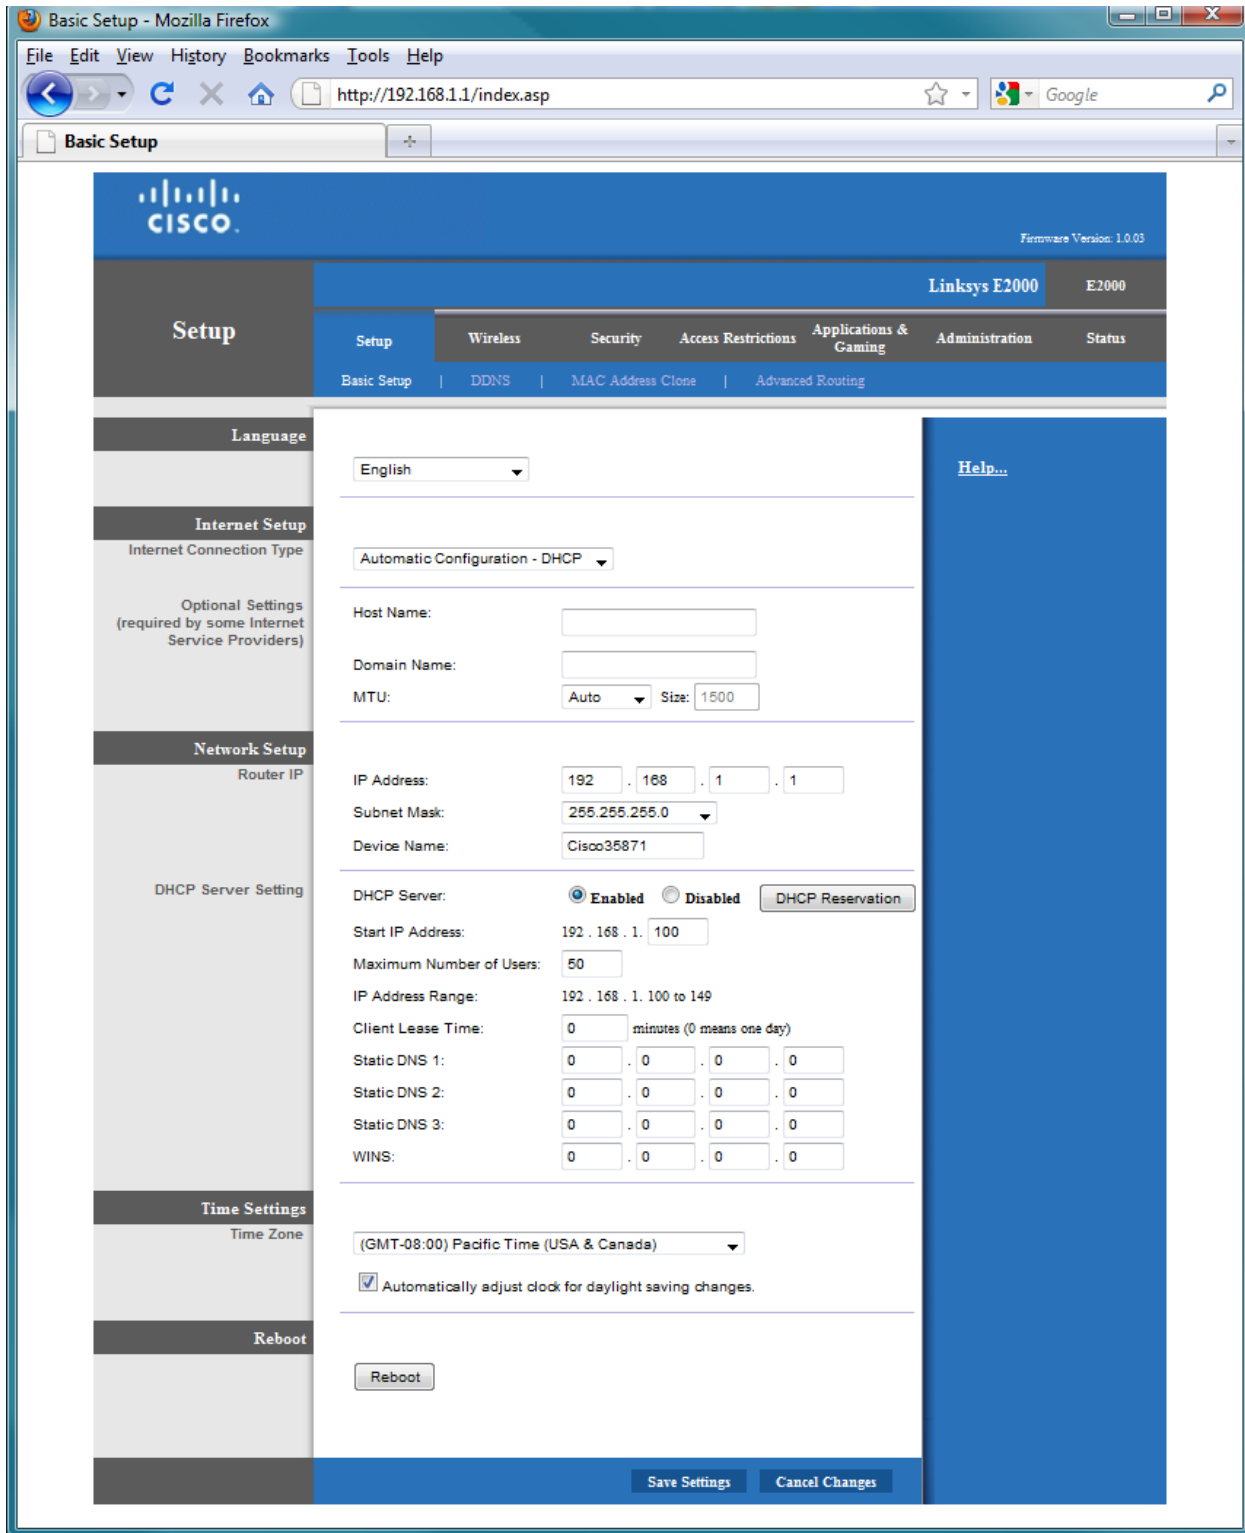 Basic Setup - Mozilla Firefox
File Edit View History Bookmarks Tools Help
http://192.168.1.1/index.asp
Google
Basic Setup
CISCO.
Firmware Version: 1.0.03
Linksys E2000 E2000
Setup
Setup Wireless Security Access Restrictions Applications & Gaming Administration Status
Basic Setup | DDNS | MAC Address Clone | Advanced Routing
Language
English
Help...
Internet Setup
Internet Connection Type
Automatic Configuration - DHCP
Optional Settings
(required by some Internet
Service Providers)
Host Name:
Domain Name:
MTU: Auto Size: 1500
Network Setup
Router IP
IP Address: 192 . 168 . 1 . 1
Subnet Mask: 255.255.255.0
Device Name: Cisco35871
DHCP Server Setting
DHCP Server: Enabled Disabled DHCP Reservation
Start IP Address: 192 . 168 . 1. 100
Maximum Number of Users: 50
IP Address Range: 192 . 168 . 1. 100 to 149
Client Lease Time: 0 minutes (0 means one day)
Static DNS 1: 0 . 0 . 0 . 0
Static DNS 2: 0 . 0 . 0 . 0
Static DNS 3: 0 . 0 . 0 . 0
WINS: 0 . 0 . 0 . 0
Time Settings
Time Zone
(GMT-08:00) Pacific Time (USA & Canada)
Automatically adjust clock for daylight saving changes.
Reboot
Reboot
Save Settings Cancel Changes